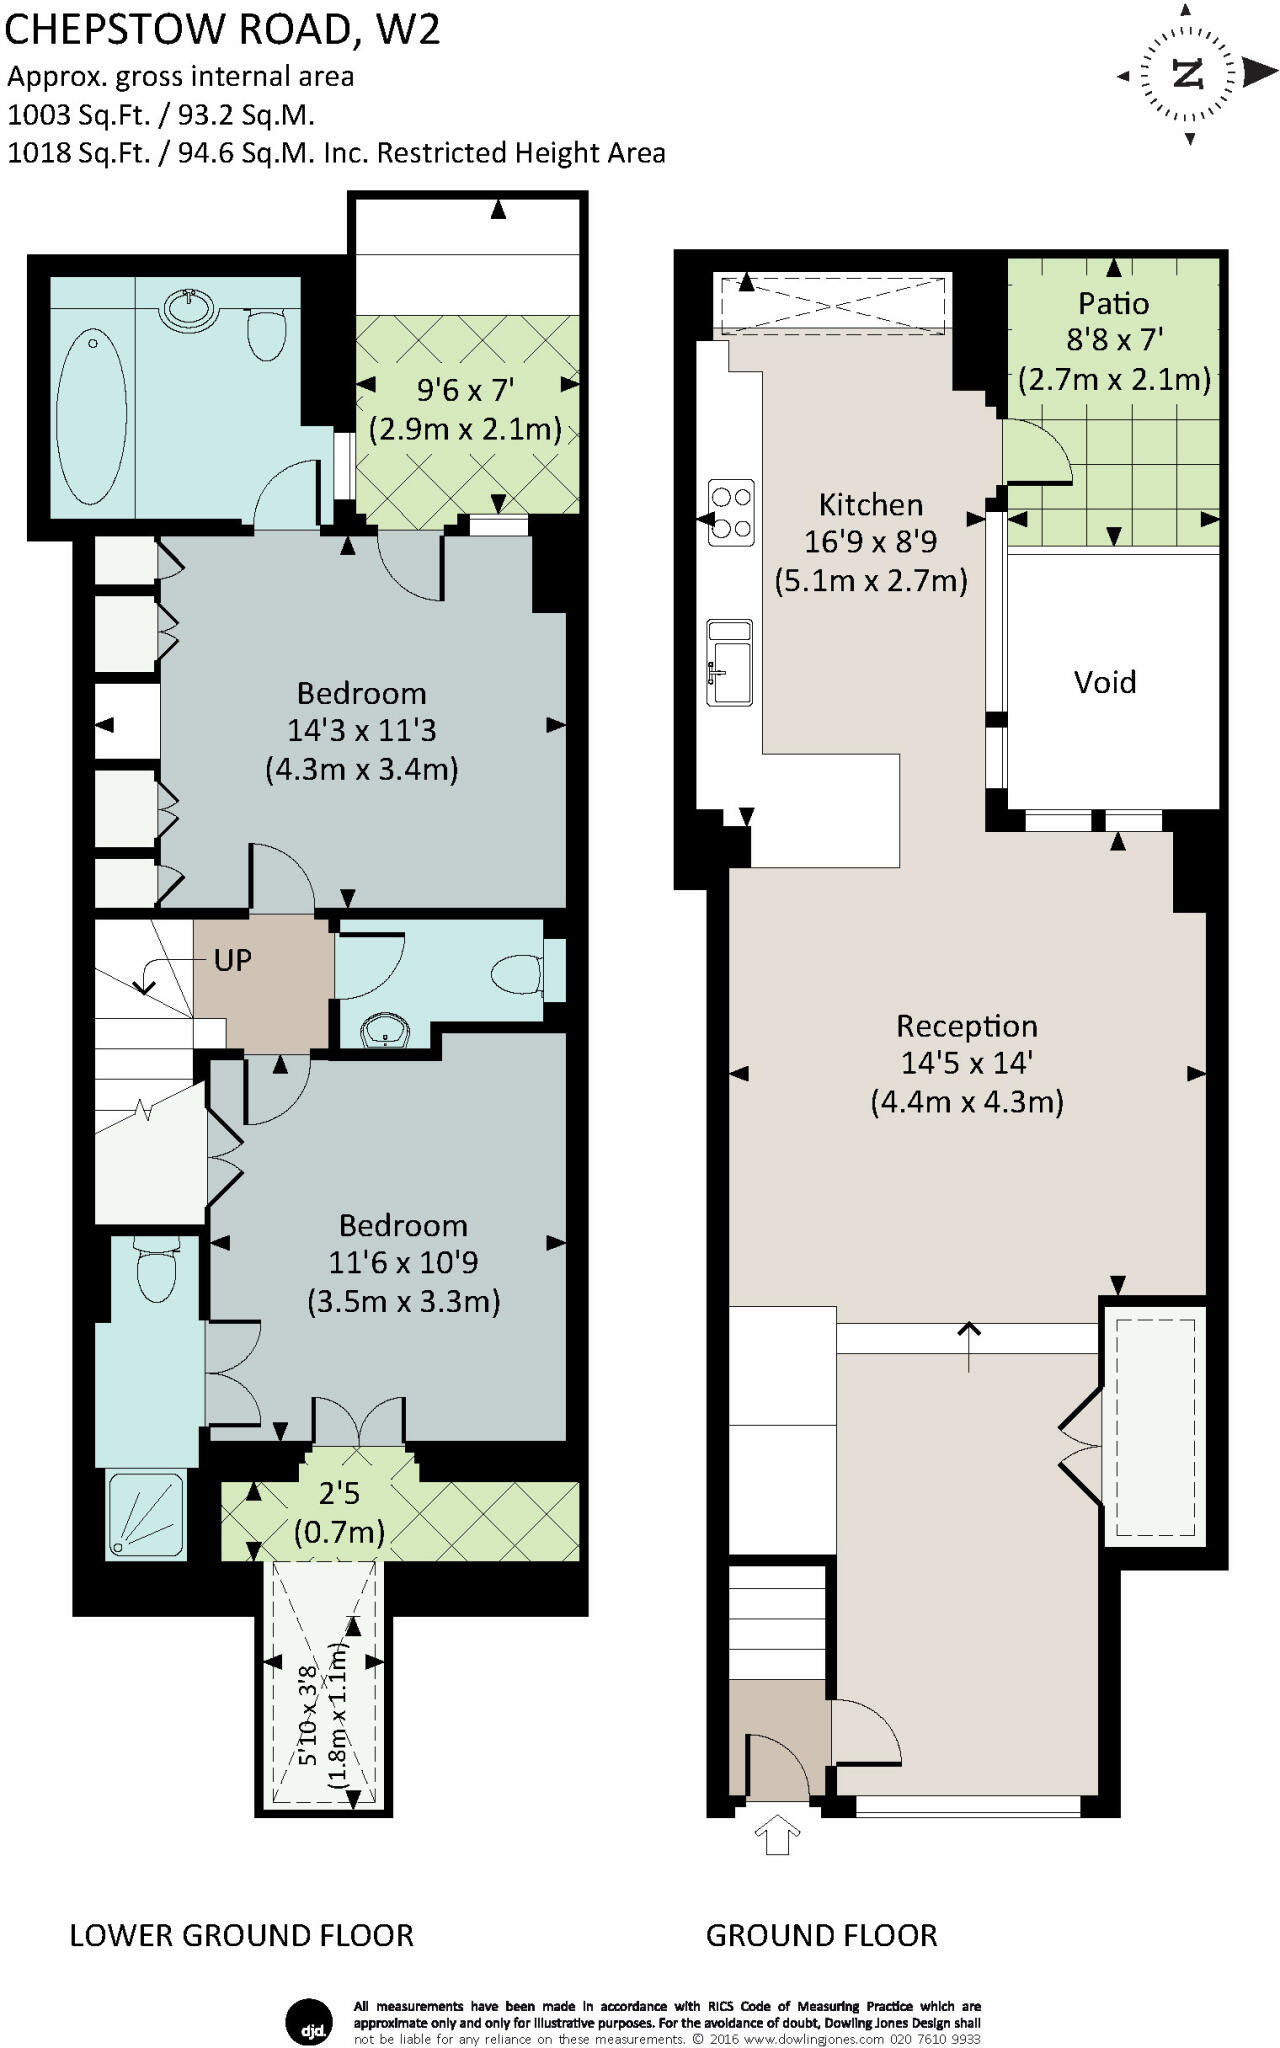 CHEPSTOW ROAD, W2
Approx. gross internal area
1003 Sq.Ft. / 93.2 Sq.M.
1018 Sq.Ft. / 94.6 Sq.M. Inc. Restricted Height Area
N
9'6 x 7'
(2.9m x 2.1m)
Bedroom
14'3 x 11'3
(4.3m x 3.4m)
UP
Bedroom
11'6 x 10'9
(3.5m x 3.3m)
2'5
(0.7m)
5'10 x 3'8
(1.8m x 1.1m)
LOWER GROUND FLOOR
Patio
8'8 x 7'
(2.7m x 2.1m)
Kitchen
16'9 x 8'9
(5.1m x 2.7m)
Void
Reception
14'5 x 14'
(4.4m x 4.3m)
GROUND FLOOR
djd.
All measurements have been made in accordance with RICS Code of Measuring Practice which are
approximate only and only for illustrative purposes. For the avoidance of doubt, Dowling Jones Design shall
not be liable for any reliance on these measurements. © 2016 www.dowlingjones.com 020 7610 9933